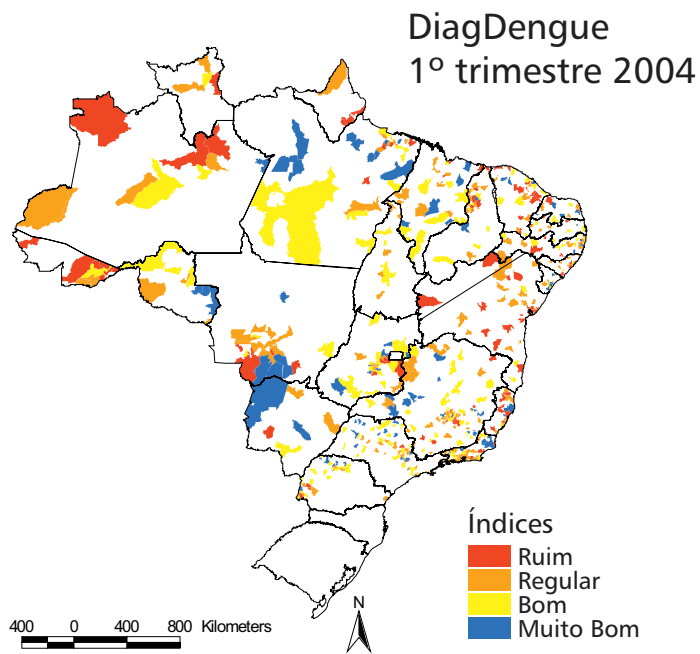 DiagDengue
1º trimestre 2004
Índices
Ruim
Regular
Bom
Muito Bom
400 0 400 800 Kilometers
N